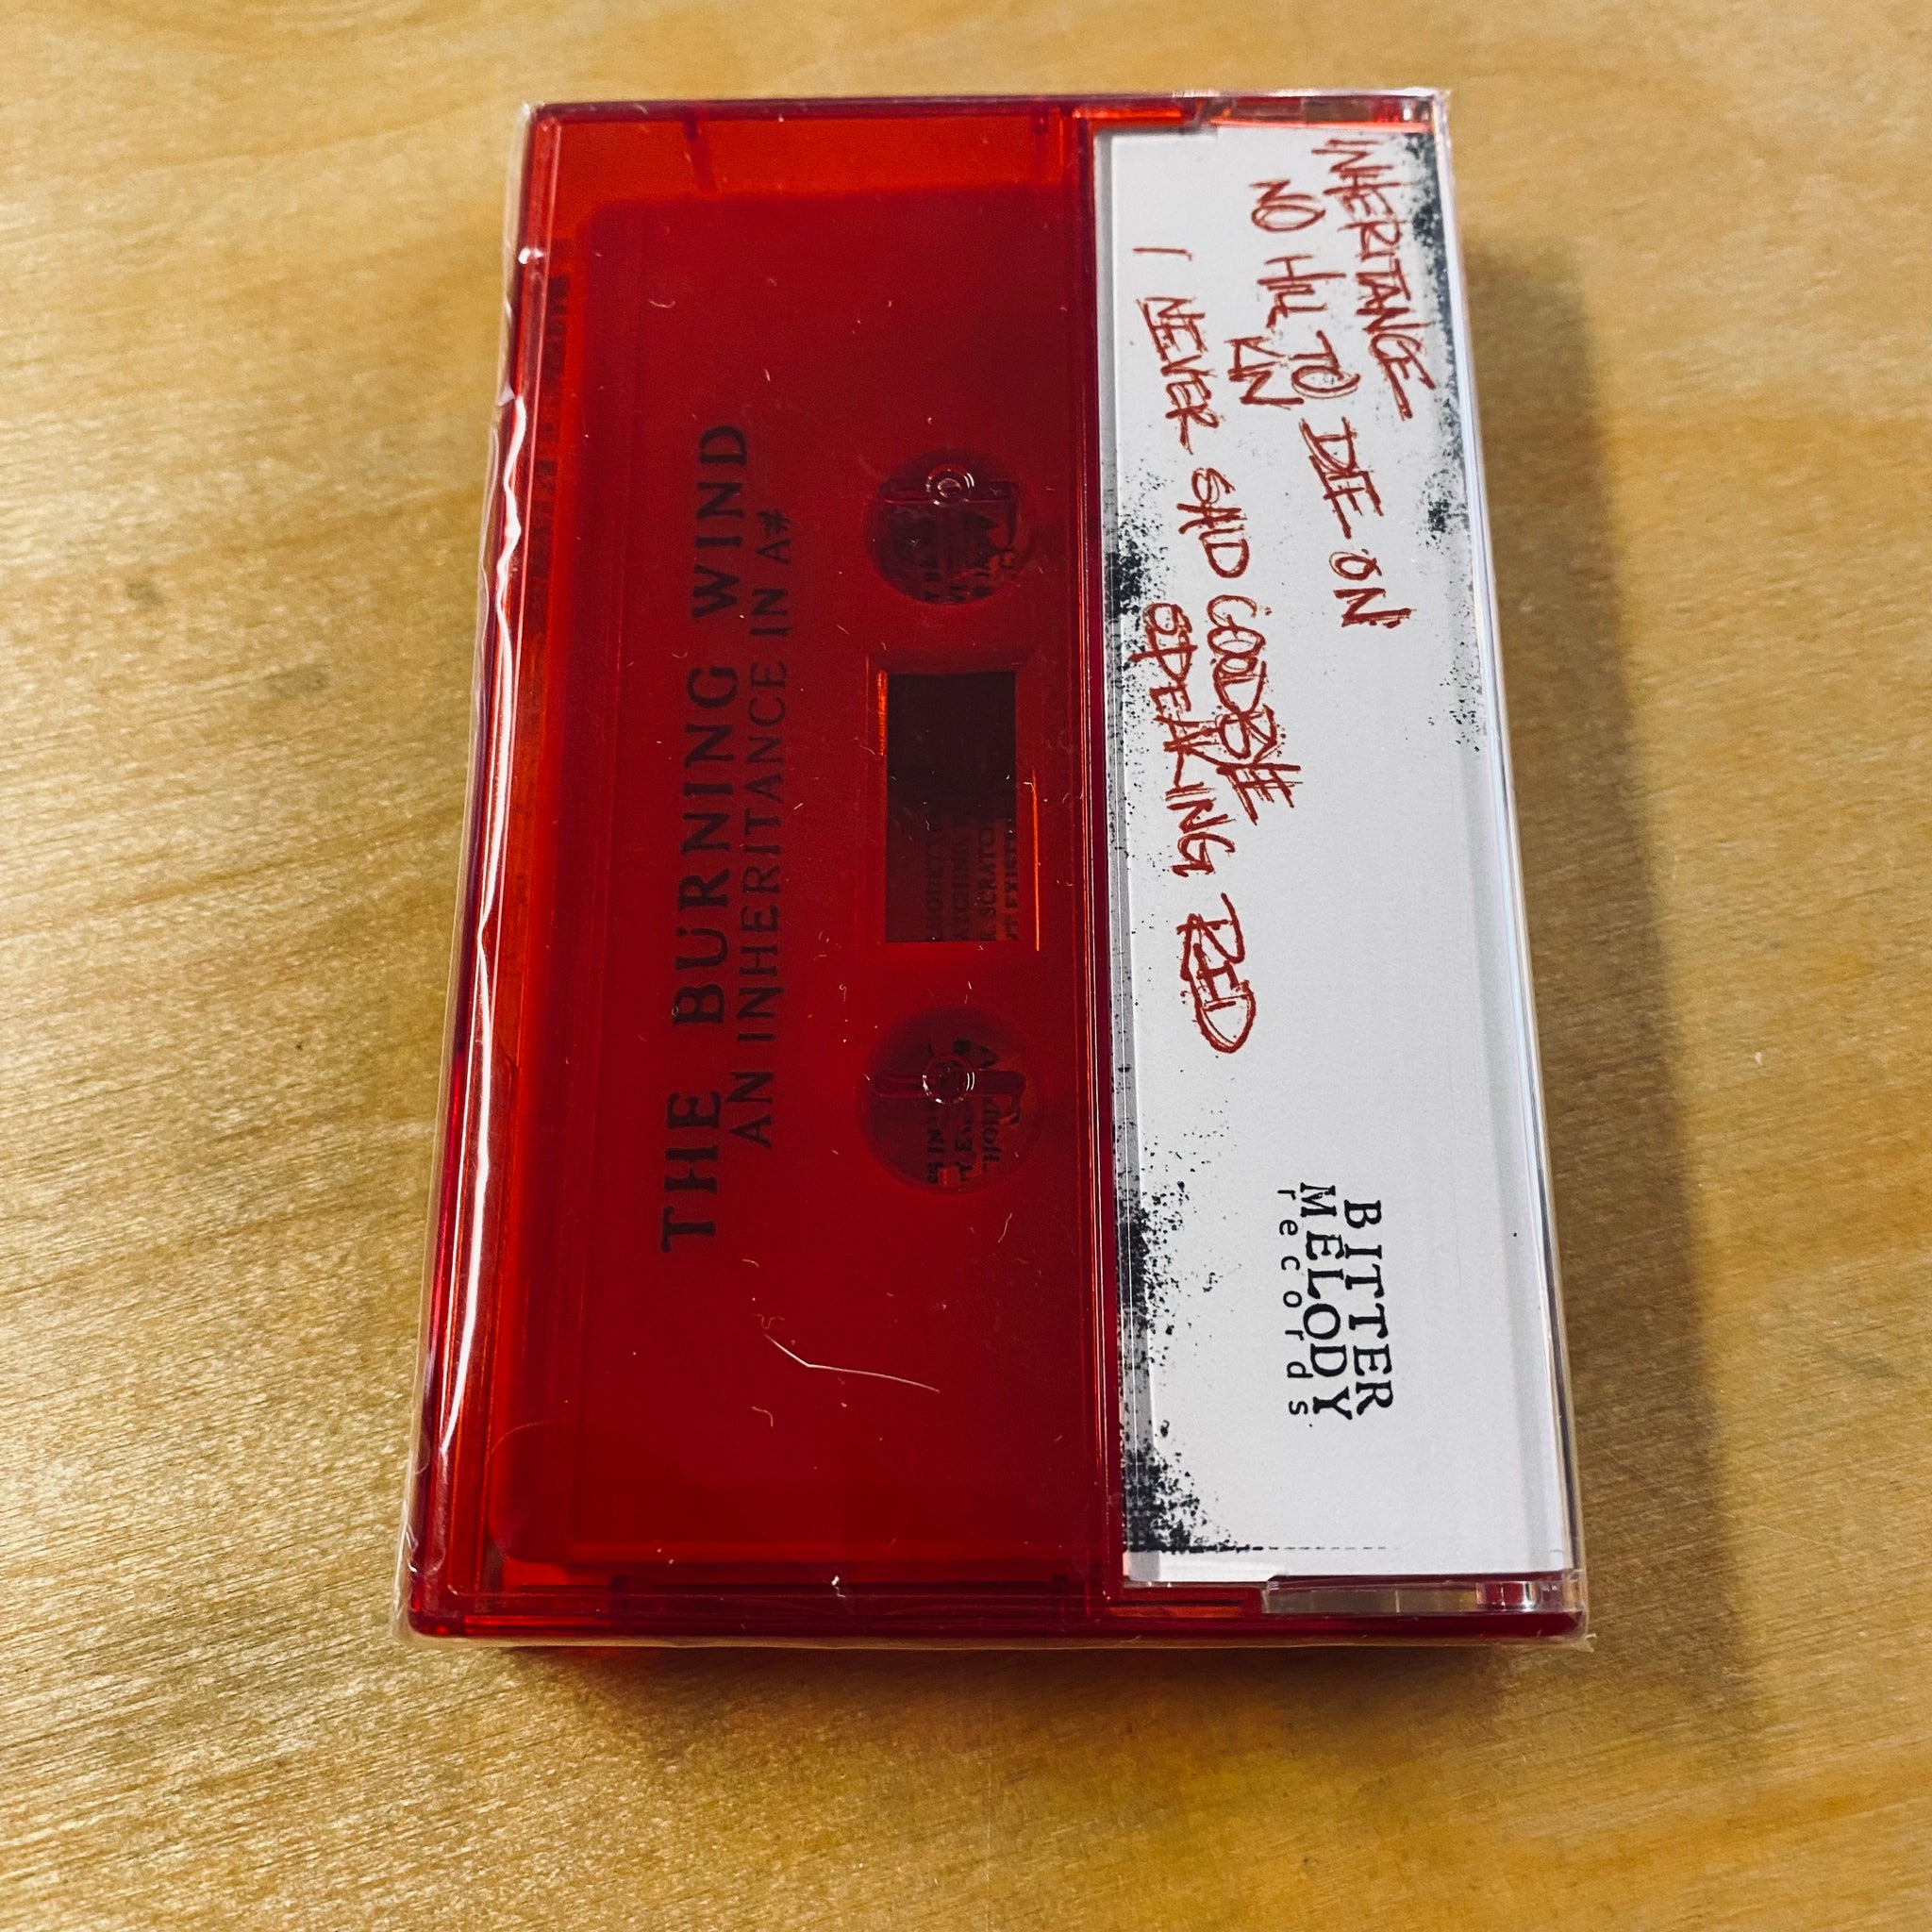 THE BURNING WIND
AN INHERITANCE IN A#
INHERITANCE
NO HILL TO DIE ON
KIN
I NEVER SAID GOODBYE
SPEAKING RED
BITTER
MELODY
records